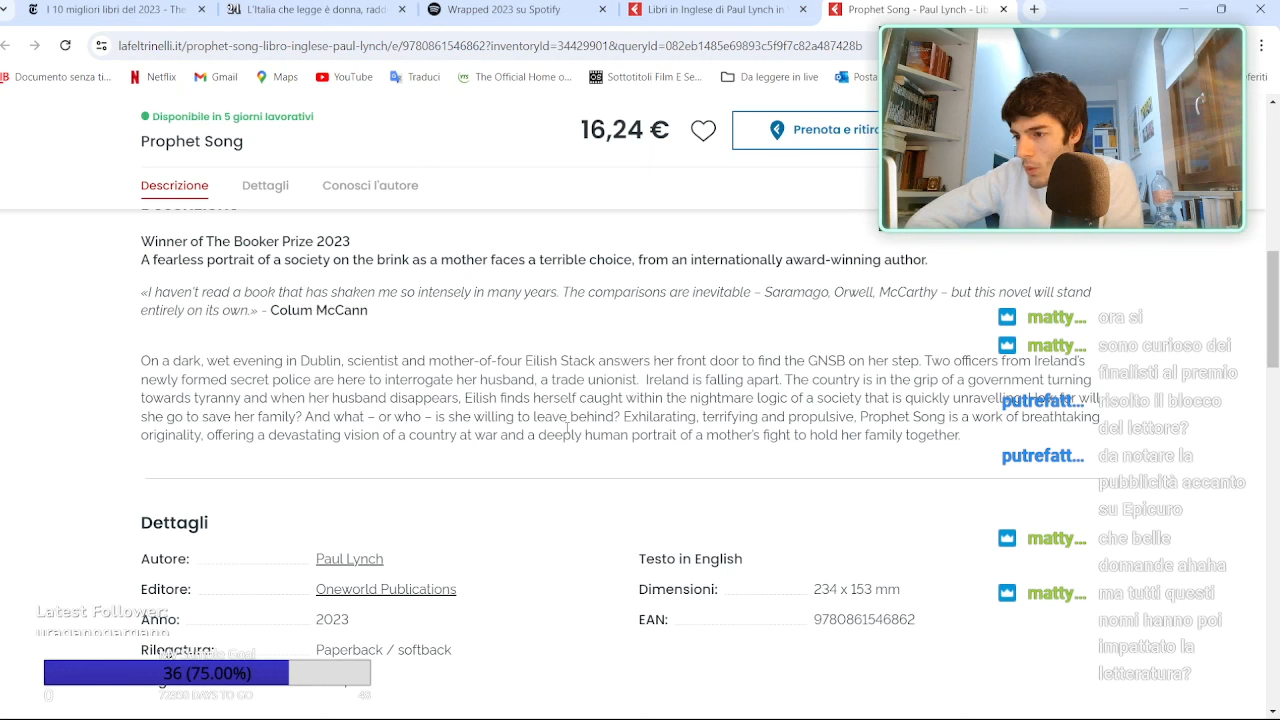 I 10 migliori libri del 2023 - The
L'Italia che legge è donna, radd
Wrapped 2023 su Spotify
Libri in Inglese di Paul Lynch in
Prophet Song - Paul Lynch - Lib
lafeltrinelli.it/prophet-song-libro-inglese-paul-lynch/e/9780861546862?inventoryId=34429901&queryId=082eb1485e69893c5f9f7c82a487428b
Documento senza ti...
Netflix
Gmail
Maps
YouTube
Traduci
The Official Home o...
Sottotitoli Film E Se...
Da leggere in live
Posta
Disponibile in 5 giorni lavorativi
Prophet Song
16,24 €
Prenota e ritira
Descrizione Dettagli Conosci l'autore
Descrizione
Winner of The Booker Prize 2023
A fearless portrait of a society on the brink as a mother faces a terrible choice, from an internationally award-winning author.
«I haven't read a book that has shaken me so intensely in many years. The comparisons are inevitable – Saramago, Orwell, McCarthy – but this novel will stand
entirely on its own.» - Colum McCann
On a dark, wet evening in Dublin, scientist and mother-of-four Eilish Stack answers her front door to find the GNSB on her step. Two officers from Ireland's
newly formed secret police are here to interrogate her husband, a trade unionist. Ireland is falling apart. The country is in the grip of a government turning
towards tyranny and when her husband disappears, Eilish finds herself caught within the nightmare logic of a society that is quickly unravelling. How far will
she go to save her family? And what – or who – is she willing to leave behind? Exhilarating, terrifying and propulsive, Prophet Song is a work of breathtaking
originality, offering a devastating vision of a country at war and a deeply human portrait of a mother's fight to hold her family together.
Dettagli
Autore: Paul Lynch
Testo in English
Editore: Oneworld Publications
Dimensioni: 234 x 153 mm
Anno: 2023
EAN: 9780861546862
Rilegatura: Paperback / softback
matty... ora si
matty... sono curioso dei
finalisti al premio
putrefatt... risolto il blocco
del lettore?
putrefatt... da notare la
pubblicità accanto
su Epicuro
matty... che belle
domande ahaha
matty... ma tutti questi
nomi hanno poi
impattato la
letteratura?
Latest Follower:
My Sample Goal
36 (75.00%)
0
DAYS TO GO